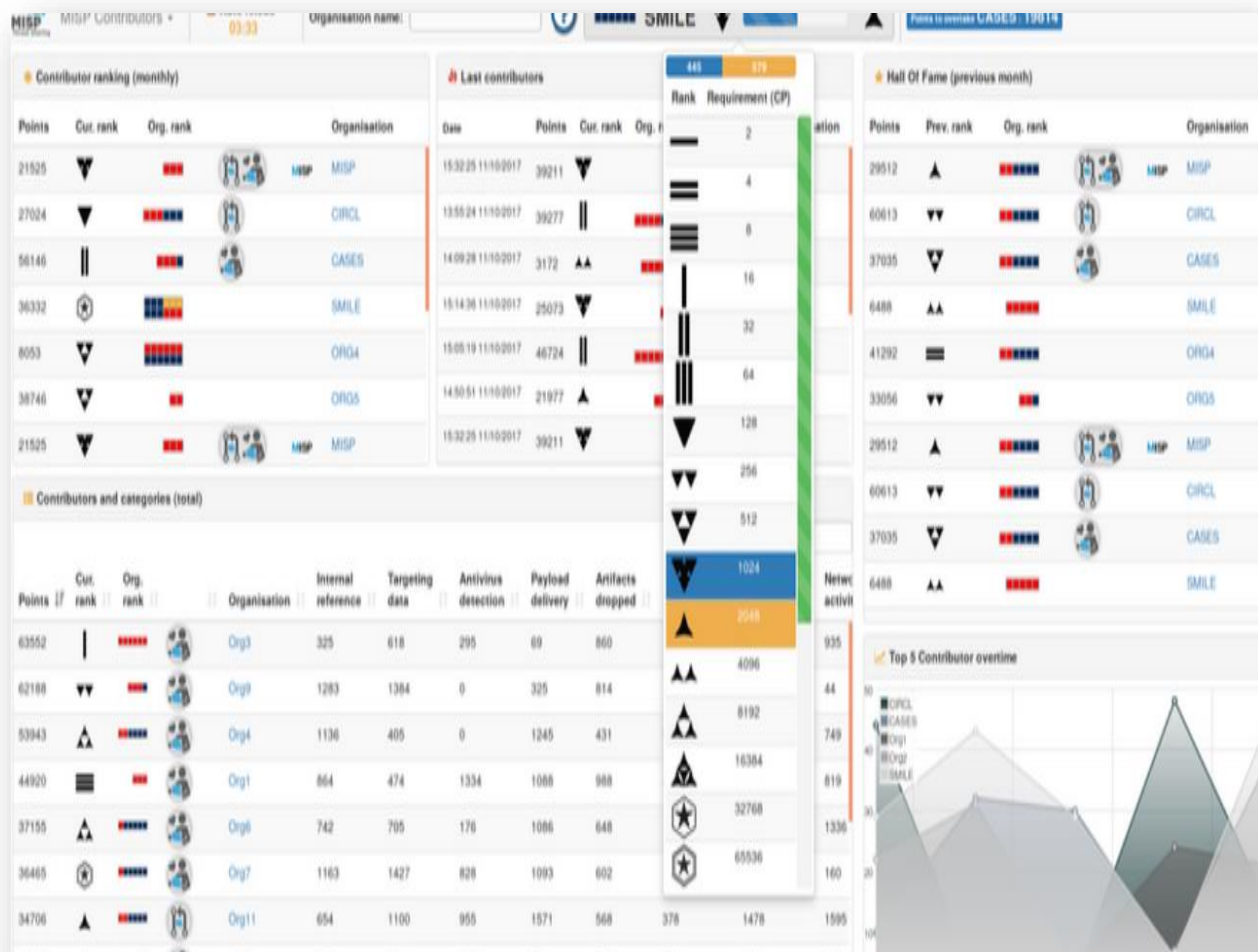 MISP
MISP Contributors
03:33
Organisation name:
?
SMILE
Points to overtake CASES: 19814
Contributor ranking (monthly)
Points Cur. rank Org. rank Organisation
21525 MISP MISP
27024 CIRCL
56146 CASES
36332 SMILE
8053 ORG4
38746 ORG5
21525 MISP MISP
Last contributors
Date Points Cur. rank Org.
15:32:25 11/10/2017 39211
13:55:24 11/10/2017 39277
14:09:28 11/10/2017 3172
15:14:36 11/10/2017 25073
15:05:19 11/10/2017 46724
14:50:51 11/10/2017 21977
15:32:25 11/10/2017 39211
445 579
Rank Requirement (CP)
2
4
8
16
32
64
128
256
512
1024
2048
4096
8192
16384
32768
65536
Hall Of Fame (previous month)
Points Prev. rank Org. rank Organisation
29512 MISP MISP
60613 CIRCL
37035 CASES
6488 SMILE
41292 ORG4
33056 ORG5
29512 MISP MISP
60613 CIRCL
37035 CASES
6488 SMILE
Contributors and categories (total)
Points Cur. rank Org. rank Organisation Internal reference Targeting data Antivirus detection Payload delivery Artifacts dropped
63552 Org3 325 618 295 69 860 935
62188 Org9 1283 1384 0 325 814 44
53943 Org4 1136 405 0 1245 431 749
44920 Org1 864 474 1334 1088 988 819
37155 Org6 742 705 176 1086 648 1336
36465 Org7 1163 1427 828 1093 602 160
34706 Org11 654 1100 955 1571 568 378 1478 1595
Top 5 Contributor overtime
50
40
30
20
CIRCL
CASES
Org1
Org2
SMILE